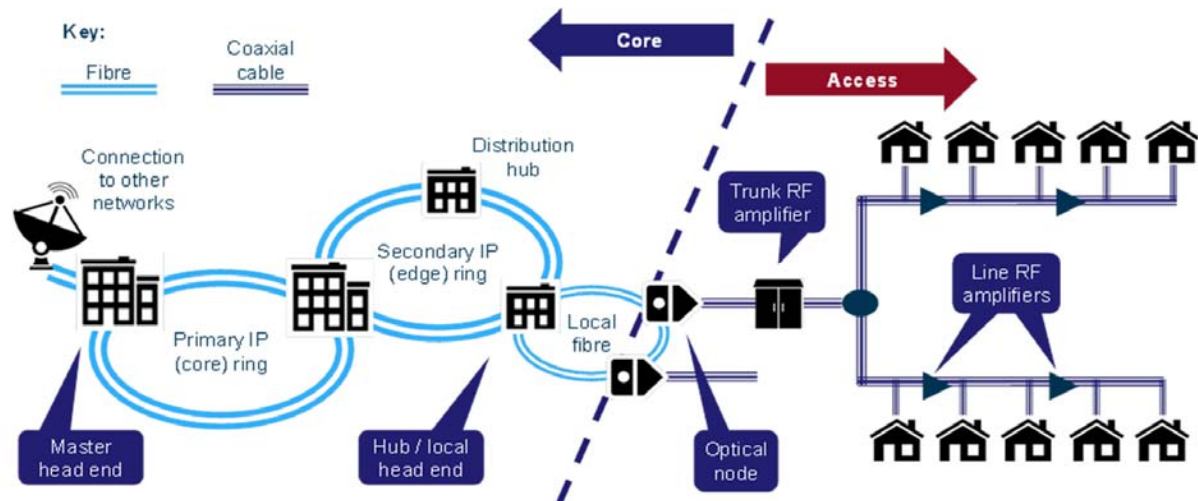 Key:
Fibre
Coaxial
cable
Core
Access
Connection
to other
networks
Distribution
hub
Trunk RF
amplifier
Secondary IP
(edge) ring
Line RF
amplifiers
Primary IP
(core) ring
Local
fibre
Master
head end
Hub / local
head end
Optical
node